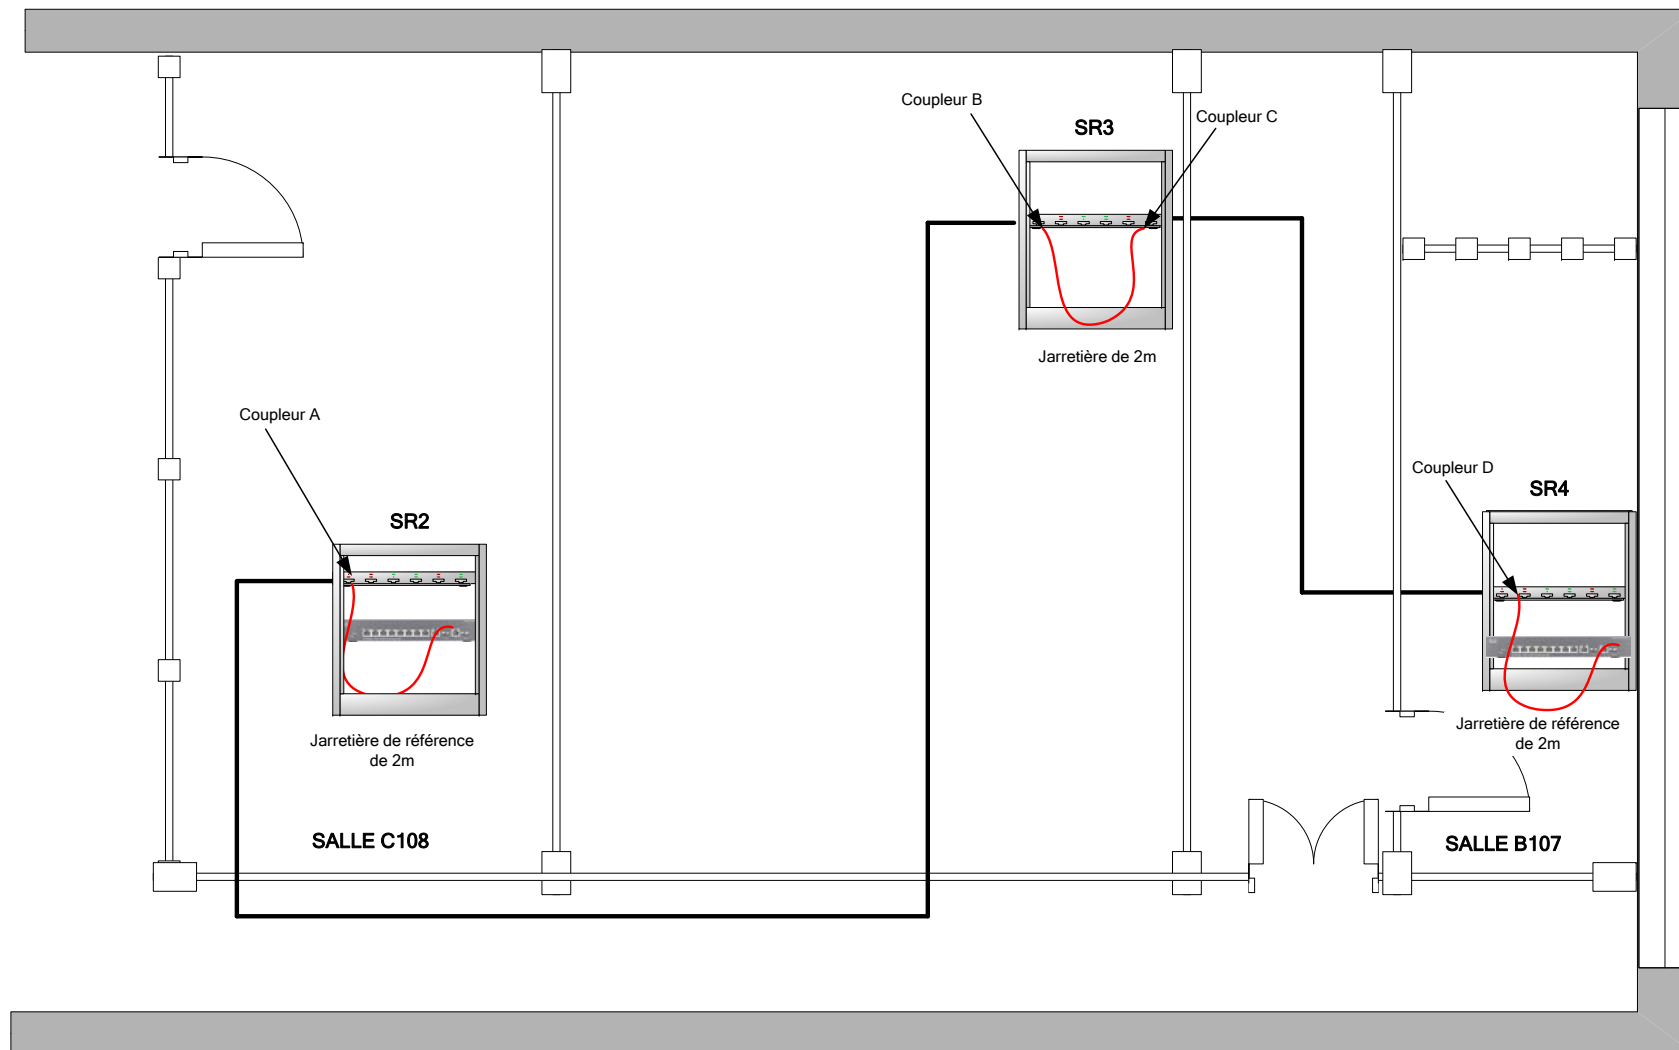 Coupleur B
Coupleur C
SR3
Jarretière de 2m
Coupleur A
Coupleur D
SR4
SR2
Jarretière de référence
de 2m
Jarretière de référence
de 2m
SALLE C108
SALLE B107